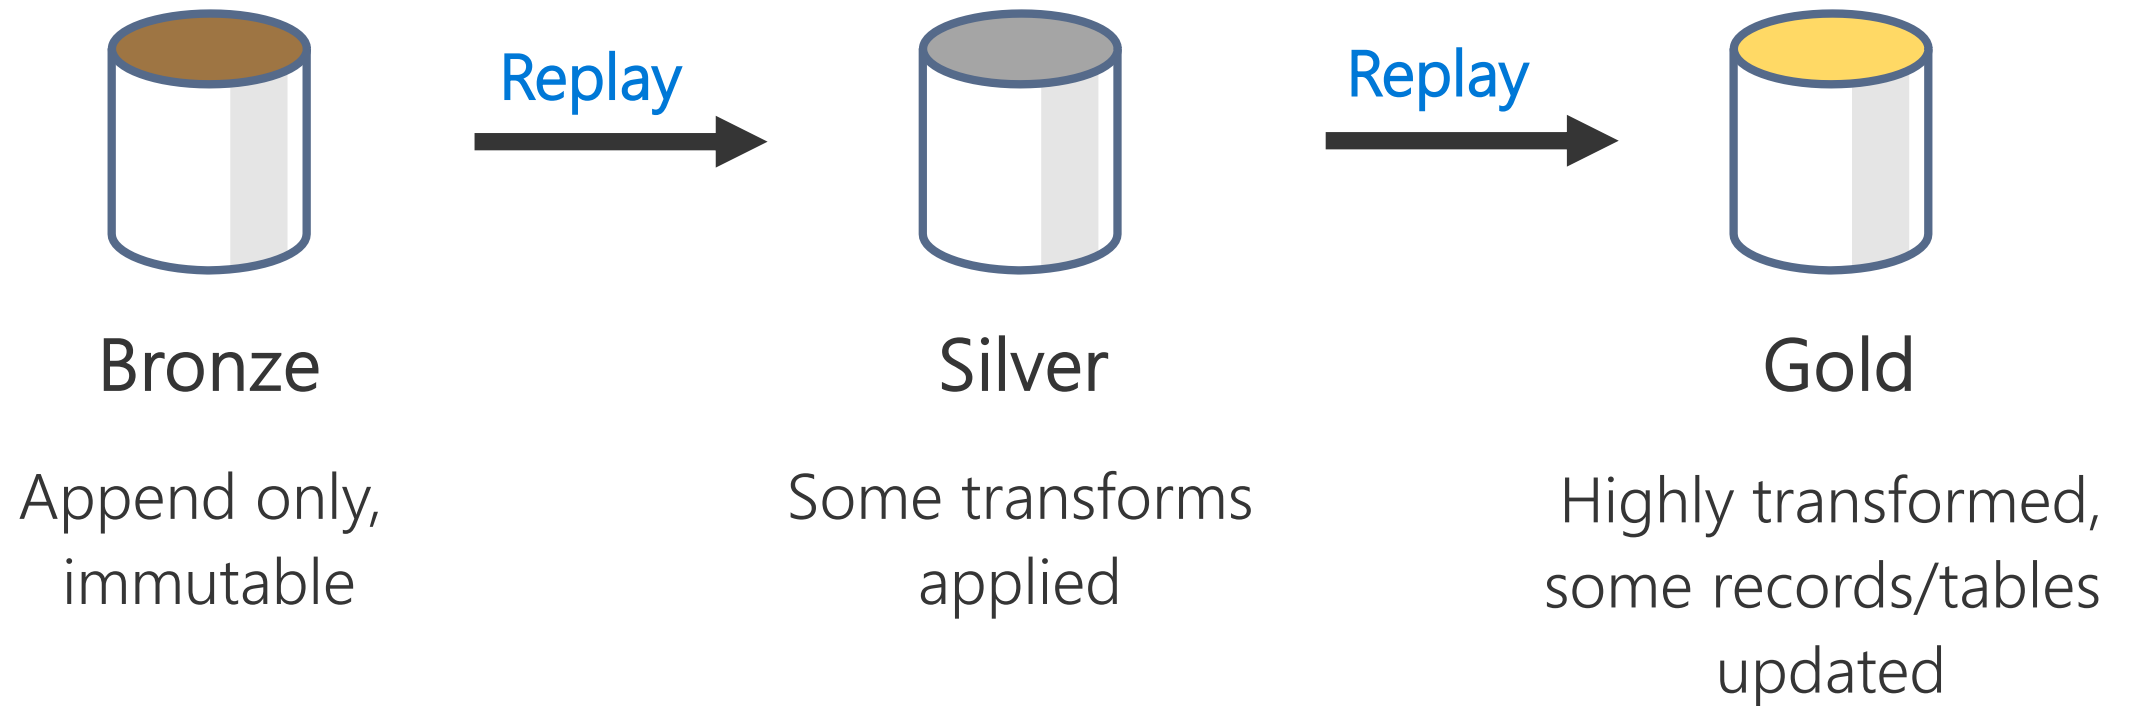 Replay
Replay
Bronze
Silver
Gold
Append only,
immutable
Some transforms
applied
Highly transformed,
some records/tables
updated